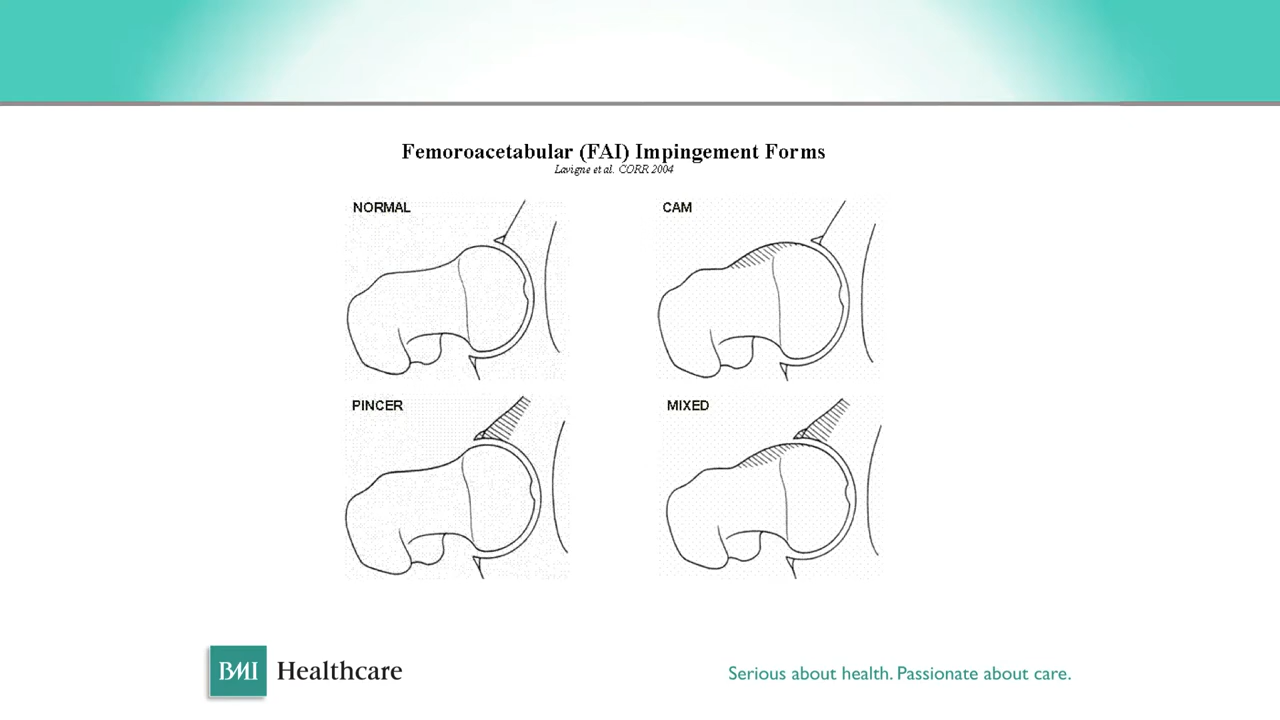 Femoroacetabular (FAI) Impingement Forms
Lavigne et al. CORR 2004
NORMAL
CAM
PINCER
MIXED
BMI Healthcare
Serious about health. Passionate about care.